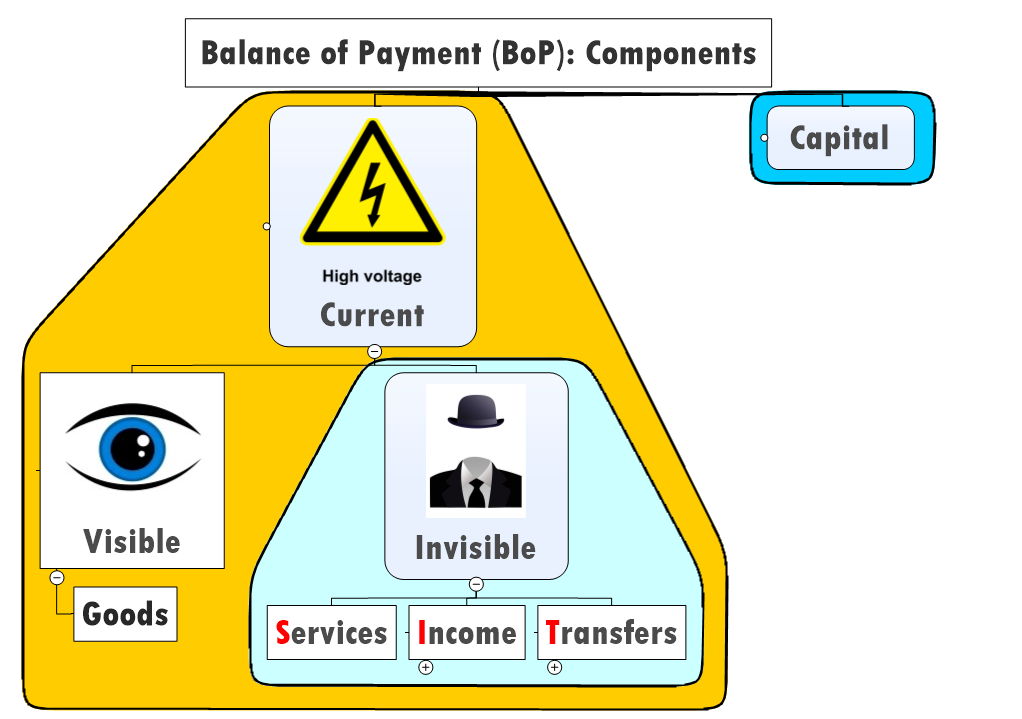 Balance of Payment (BoP): Components
Capital
High voltage
Current
Visible
Invisible
Goods
Services
Income
Transfers